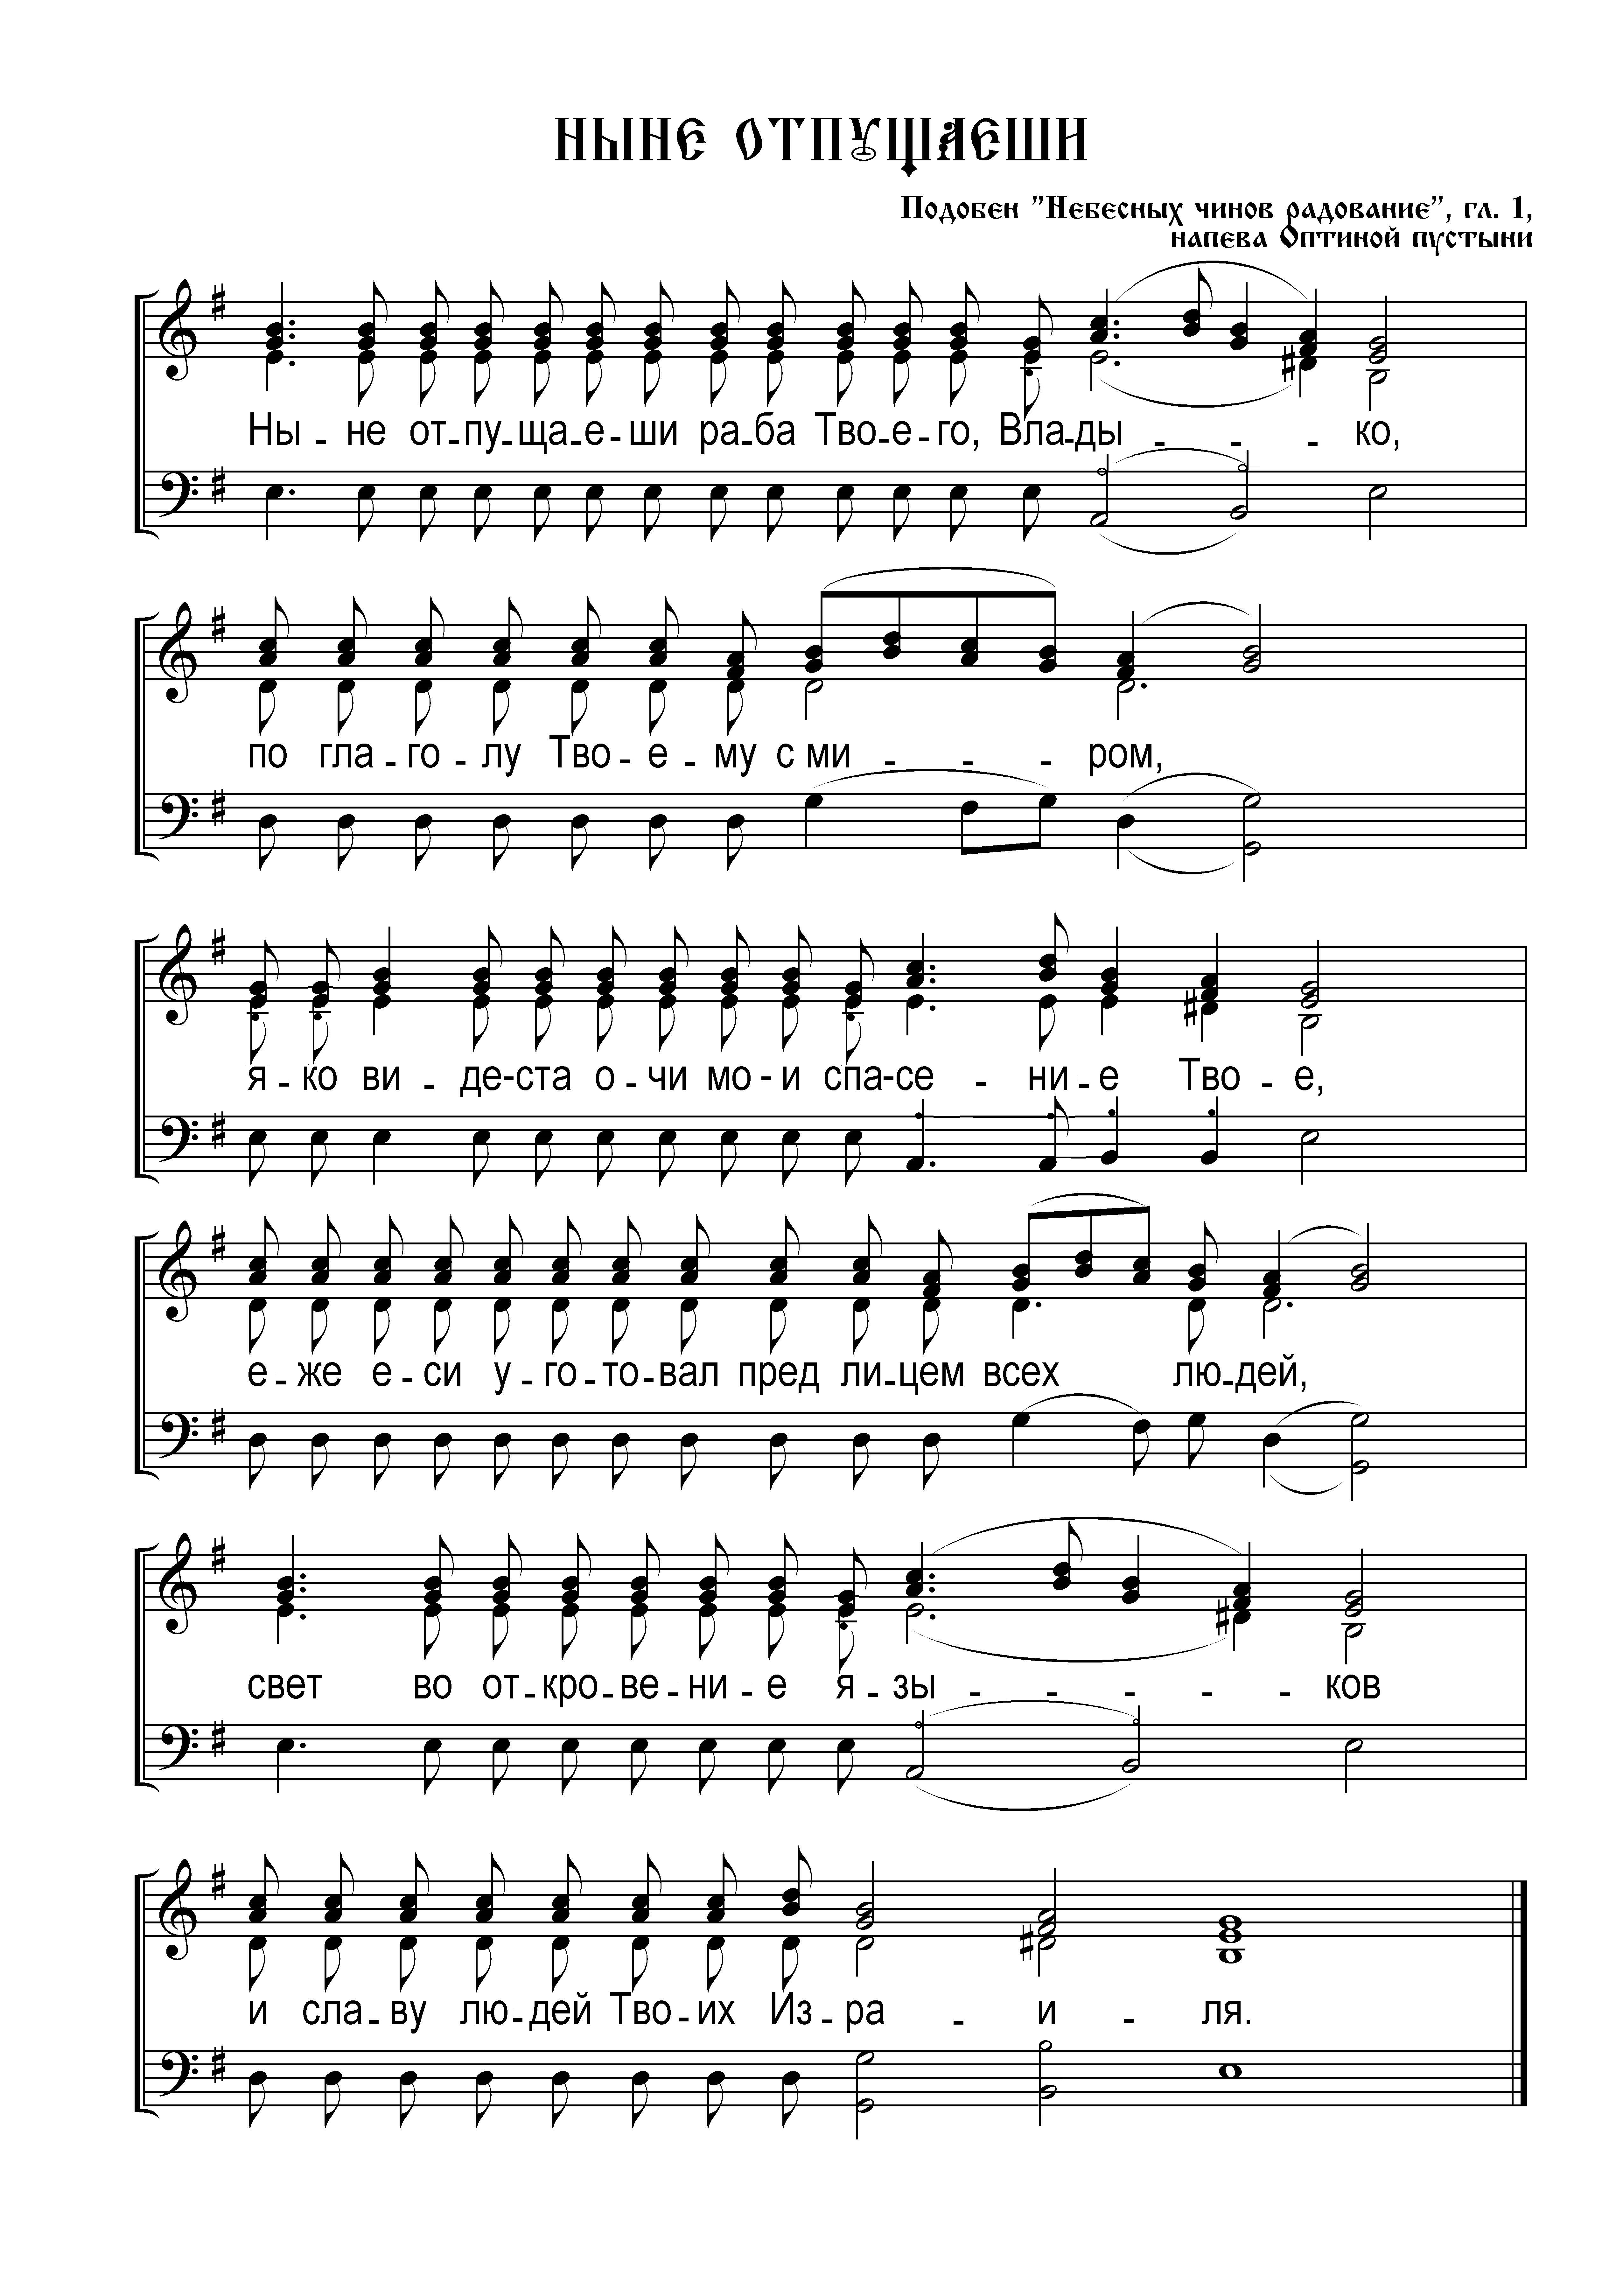 НЫНЕ ОТПУЩАЕШИ
Подобен "Небесных чинов радование", гл. 1,
напева Оптиной пустыни
Ны - не от-пу-ща-е-ши ра-ба Тво-е-го, Вла-ды - - - ко,
по гла-го-лу Тво-е-му с ми - - - ром,
я-ко ви-де-ста о-чи мо-и спа-се - ни-е Тво-е,
е-же е-си у-го-то-вал пред ли-цем всех лю-дей,
свет во от-кро-ве-ни-е я-зы - - - - - ков
и сла-ву лю-дей Тво-их Из-ра - и - ля.